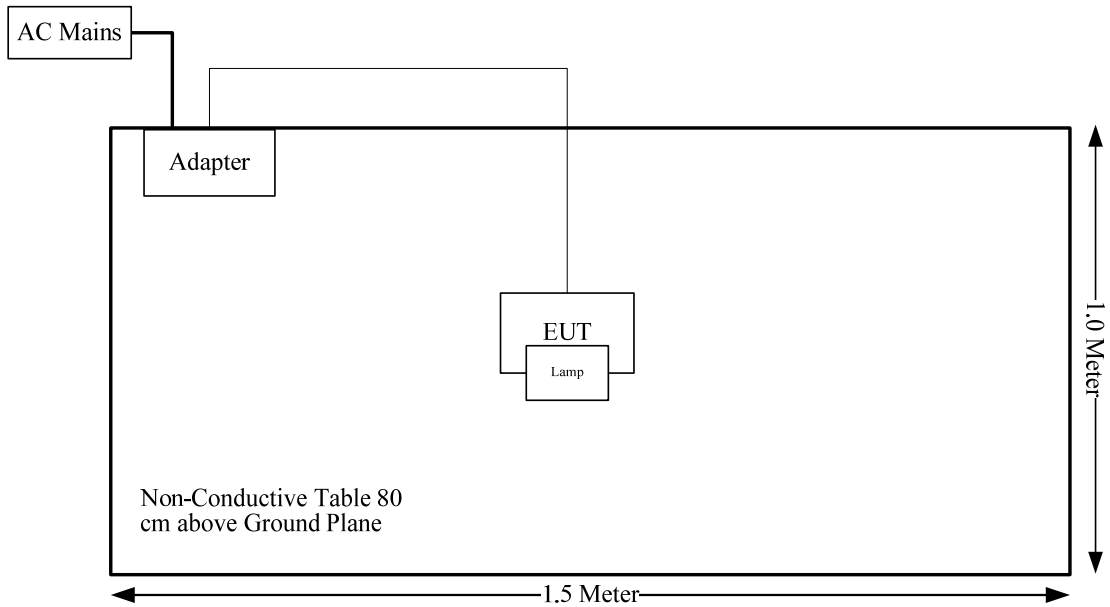 AC Mains
Adapter
EUT
Lamp
1.0 Meter
Non-Conductive Table 80
cm above Ground Plane
1.5 Meter